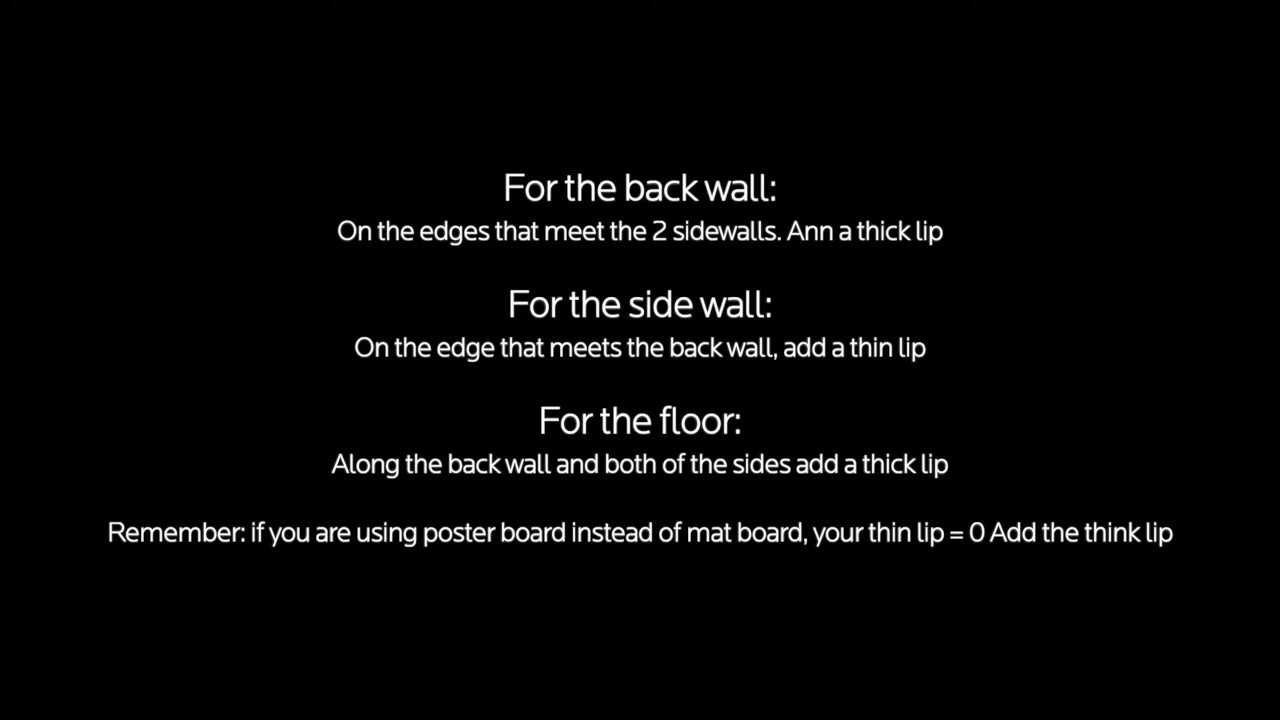 For the back wall:
On the edges that meet the 2 sidewalls. Ann a thick lip
For the side wall:
On the edge that meets the back wall, add a thin lip
For the floor:
Along the back wall and both of the sides add a thick lip
Remember: if you are using poster board instead of mat board, your thin lip = 0 Add the think lip